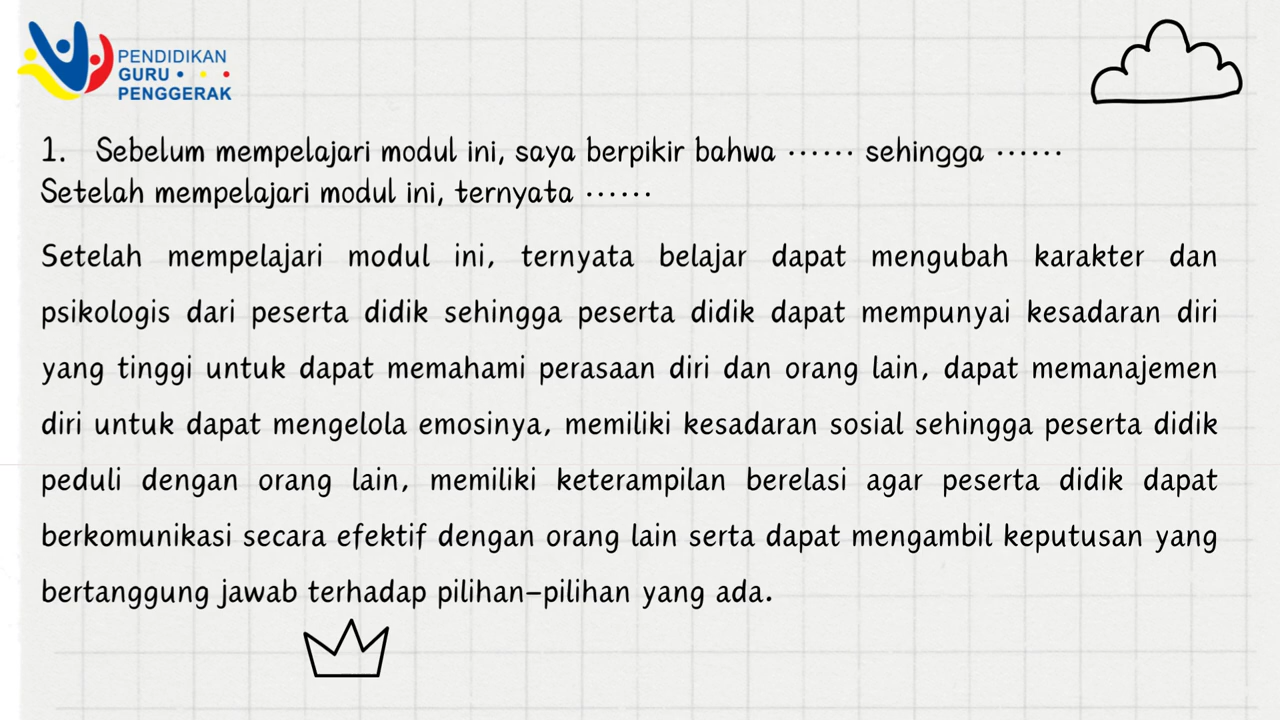 PENDIDIKAN
GURU
PENGGERAK
1. Sebelum mempelajari modul ini, saya berpikir bahwa ...... sehingga ......
Setelah mempelajari modul ini, ternyata ......
Setelah mempelajari modul ini, ternyata belajar dapat mengubah karakter dan
psikologis dari peserta didik sehingga peserta didik dapat mempunyai kesadaran diri
yang tinggi untuk dapat memahami perasaan diri dan orang lain, dapat memanajemen
diri untuk dapat mengelola emosinya, memiliki kesadaran sosial sehingga peserta didik
peduli dengan orang lain, memiliki keterampilan berelasi agar peserta didik dapat
berkomunikasi secara efektif dengan orang lain serta dapat mengambil keputusan yang
bertanggung jawab terhadap pilihan–pilihan yang ada.